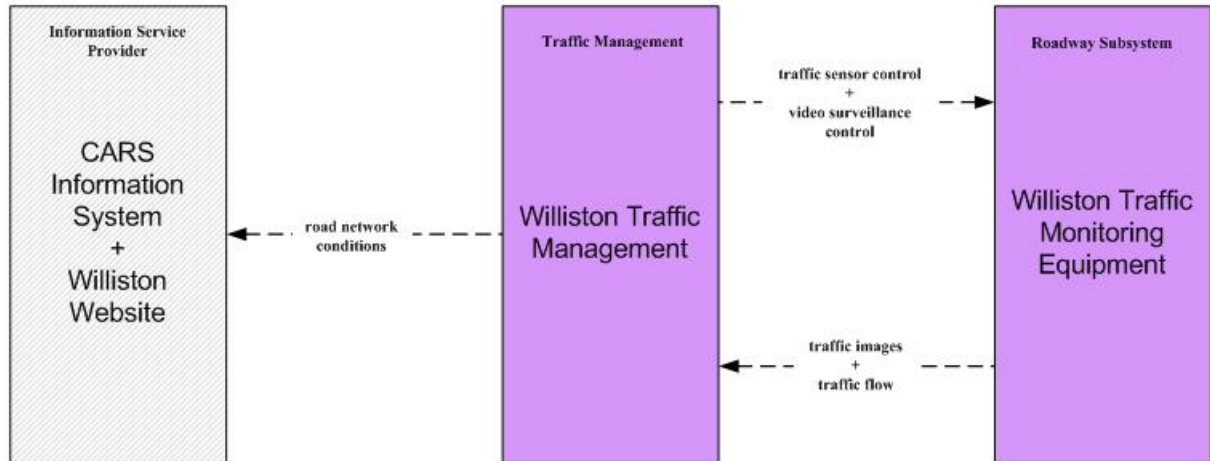 Information Service
Provider
CARS
Information
System
+
Williston
Website
road network
conditions
Traffic Management
Williston Traffic
Management
traffic sensor control
+
video surveillance
control
traffic images
+
traffic flow
Roadway Subsystem
Williston Traffic
Monitoring
Equipment